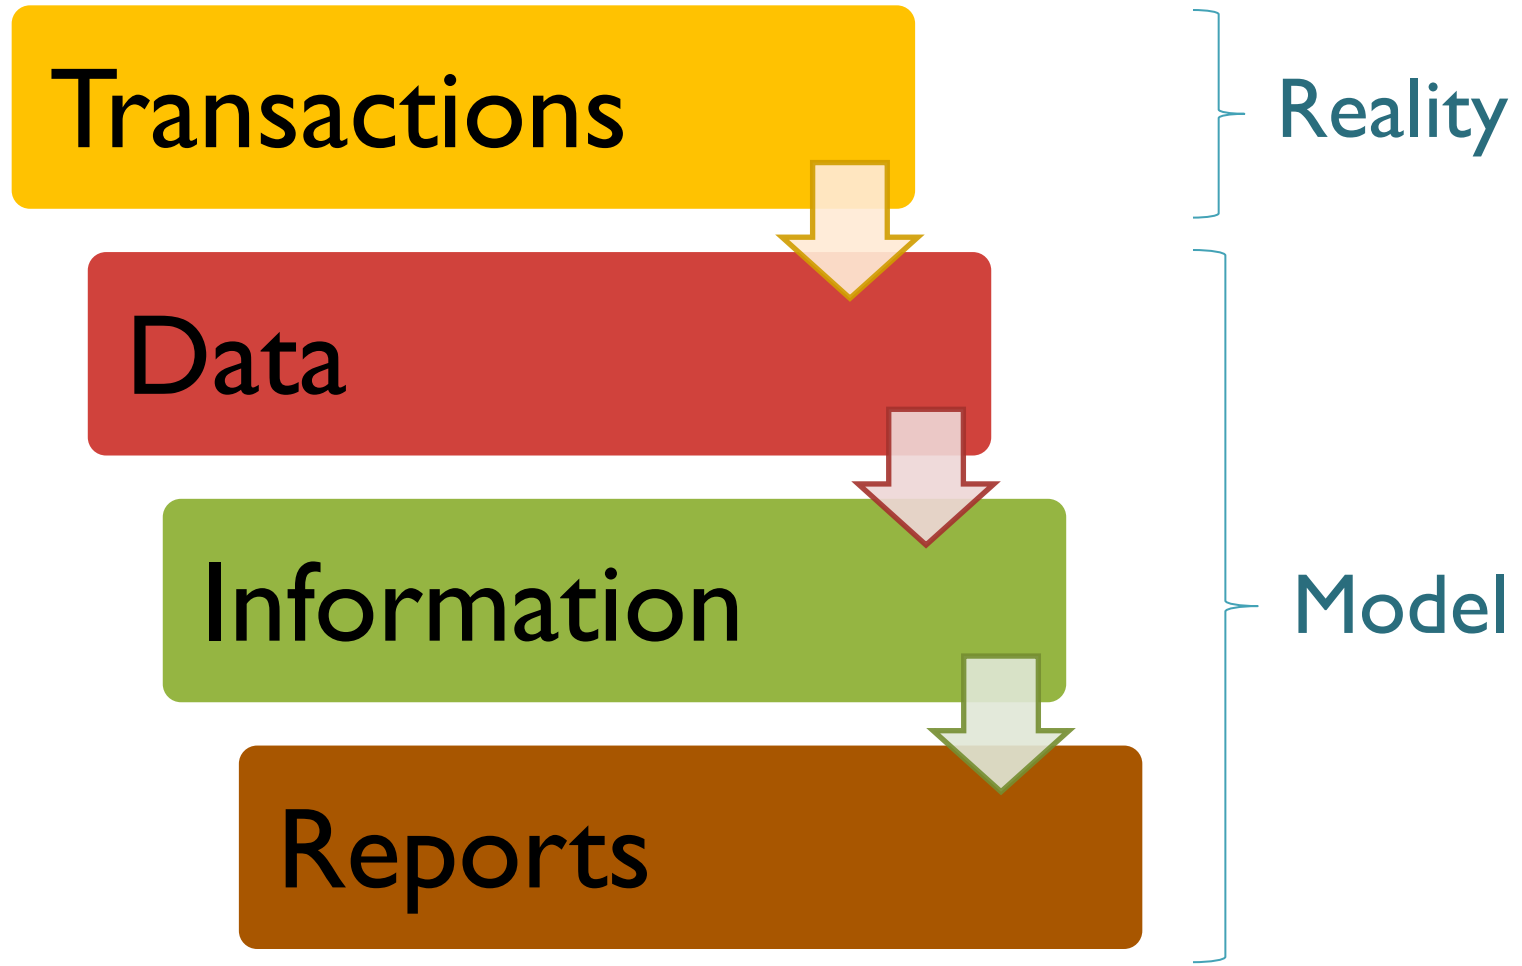 Transactions
Reality
Data
Information
Model
Reports